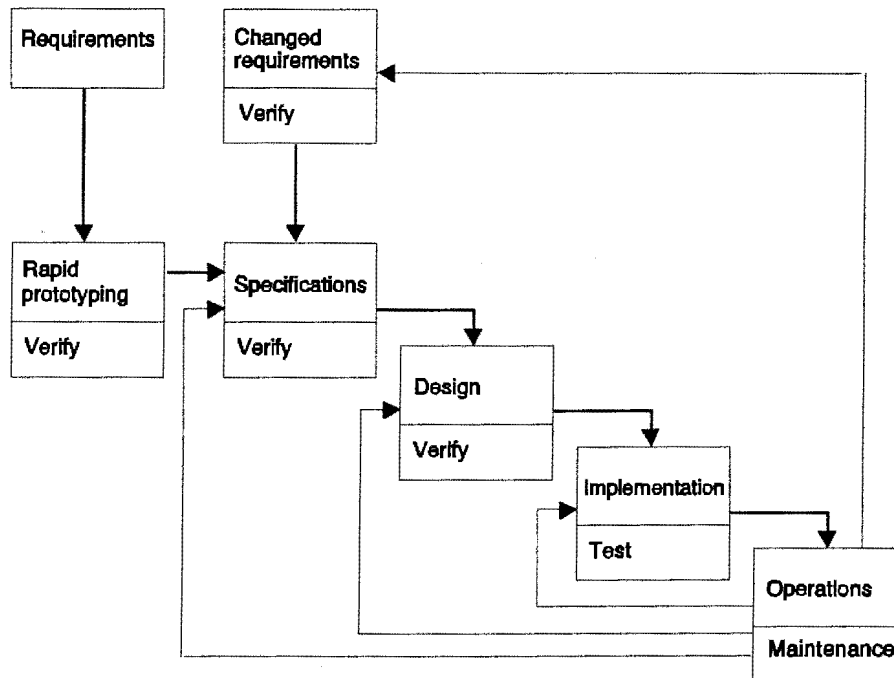 Requirements
Changed
requirements
Verify
Rapid
prototyping
Verify
Specifications
Verify
Design
Verify
Implementation
Test
Operations
Maintenance